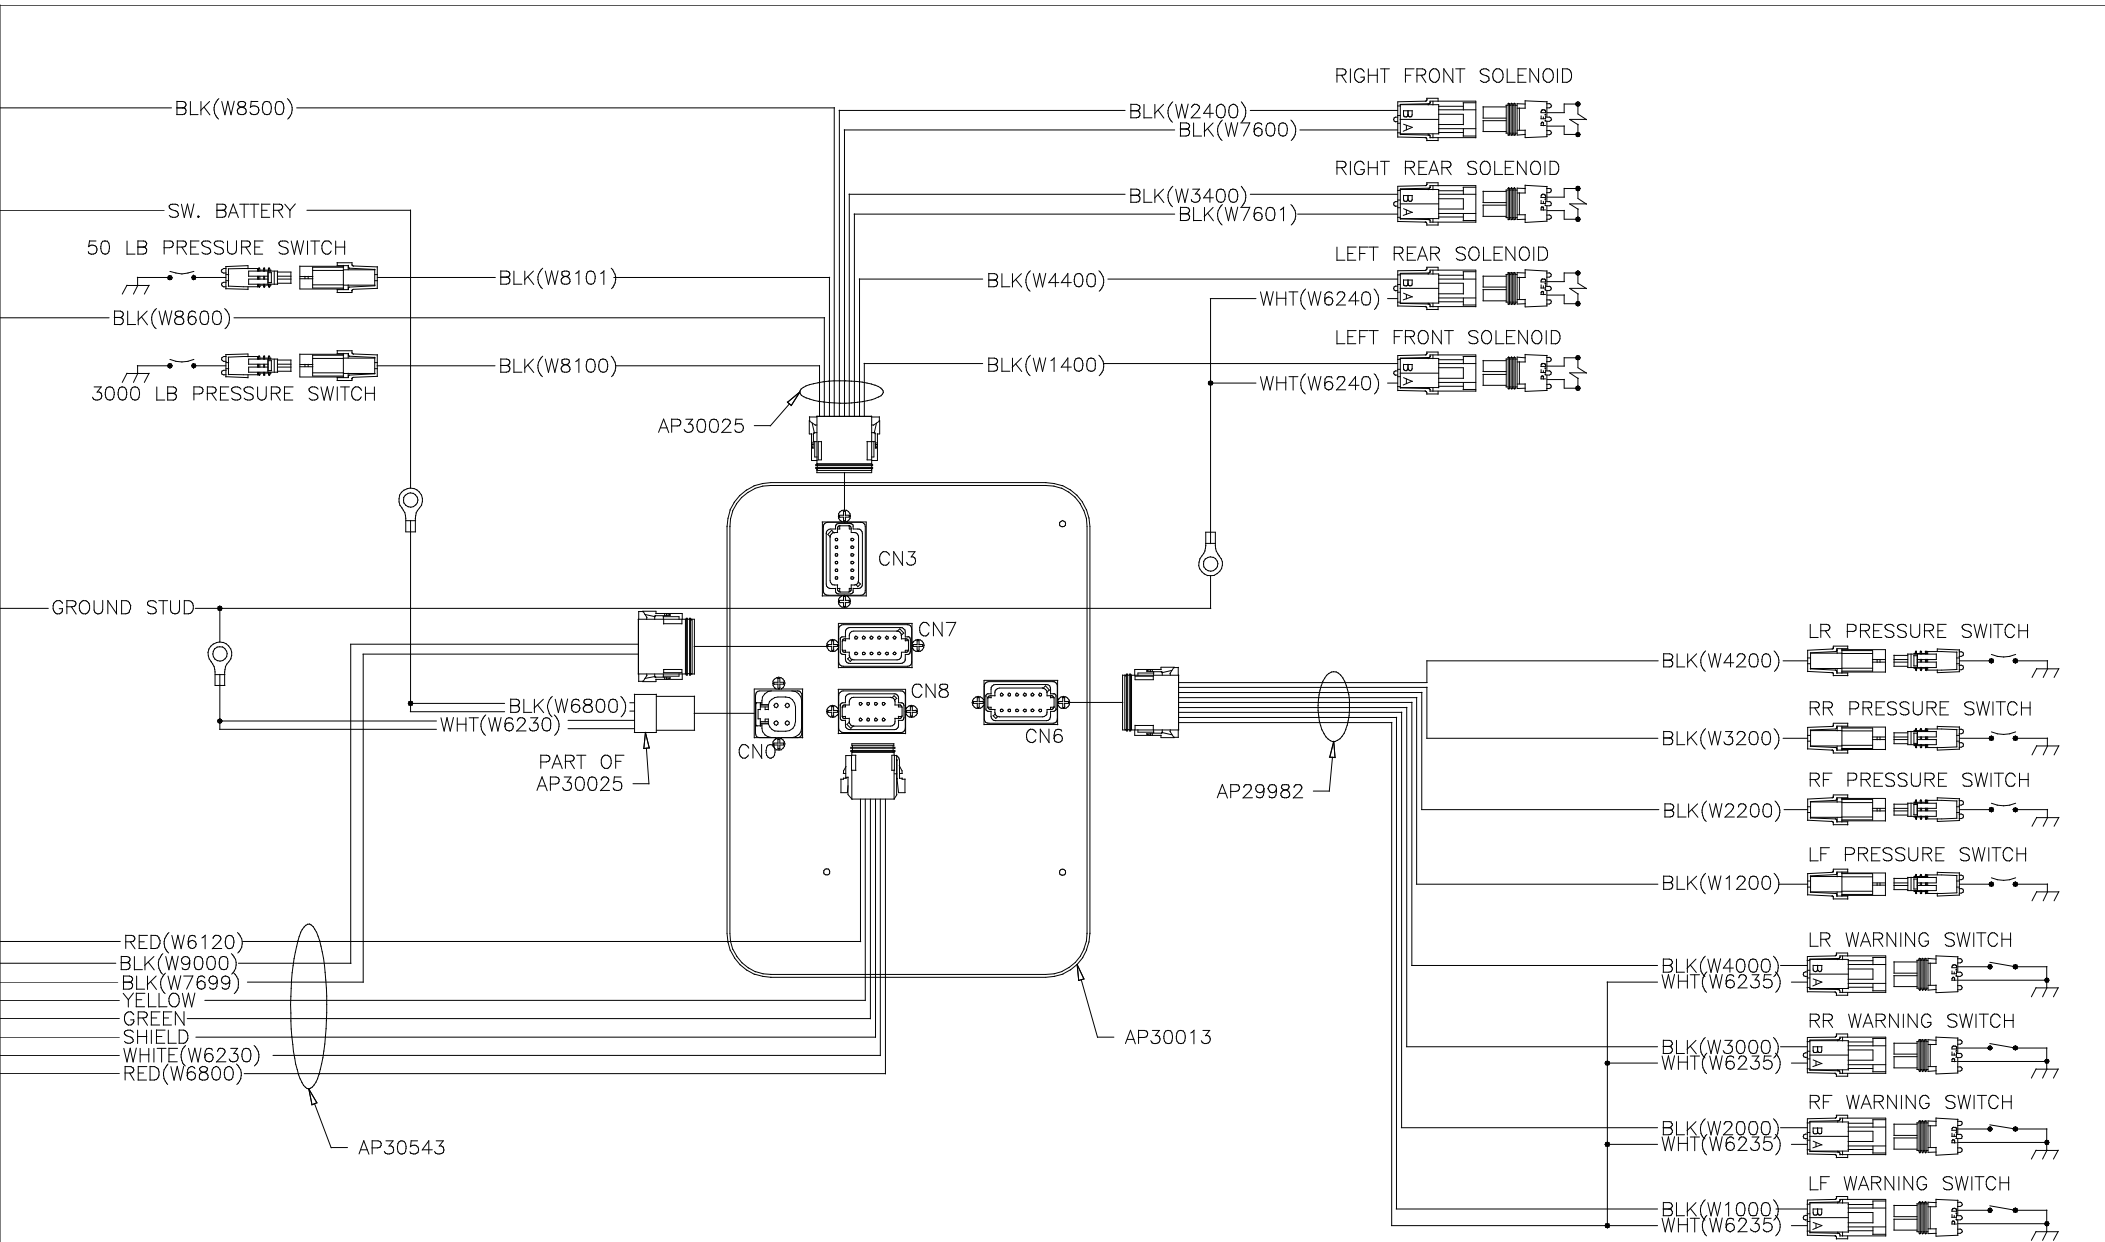 RIGHT FRONT SOLENOID
BLK(W8500)
BLK(W2400)
B
BLK(W7600)
A
RIGHT REAR SOLENOID
BLK(W3400)
B
SW. BATTERY
BLK(W7601)
A
50 LB PRESSURE SWITCH
LEFT REAR SOLENOID
BLK(W8101)
BLK(W4400)
B
WHT(W6240)
A
BLK(W8600)
LEFT FRONT SOLENOID
BLK(W8100)
BLK(W1400)
B
WHT(W6240)
A
3000 LB PRESSURE SWITCH
AP30025
CN3
GROUND STUD
CN7
LR PRESSURE SWITCH
BLK(W4200)
CN8
BLK(W6800)
RR PRESSURE SWITCH
WHT(W6230)
CN6
BLK(W3200)
CN0
PART OF
AP30025
RF PRESSURE SWITCH
AP29982
BLK(W2200)
LF PRESSURE SWITCH
BLK(W1200)
RED(W6120)
LR WARNING SWITCH
BLK(W9000)
BLK(W4000)
B
BLK(W7699)
WHT(W6235)
A
YELLOW
GREEN
RR WARNING SWITCH
SHIELD
AP30013
BLK(W3000)
B
WHITE(W6230)
WHT(W6235)
A
RED(W6800)
RF WARNING SWITCH
BLK(W2000)
B
AP30543
WHT(W6235)
A
LF WARNING SWITCH
BLK(W1000)
B
WHT(W6235)
A